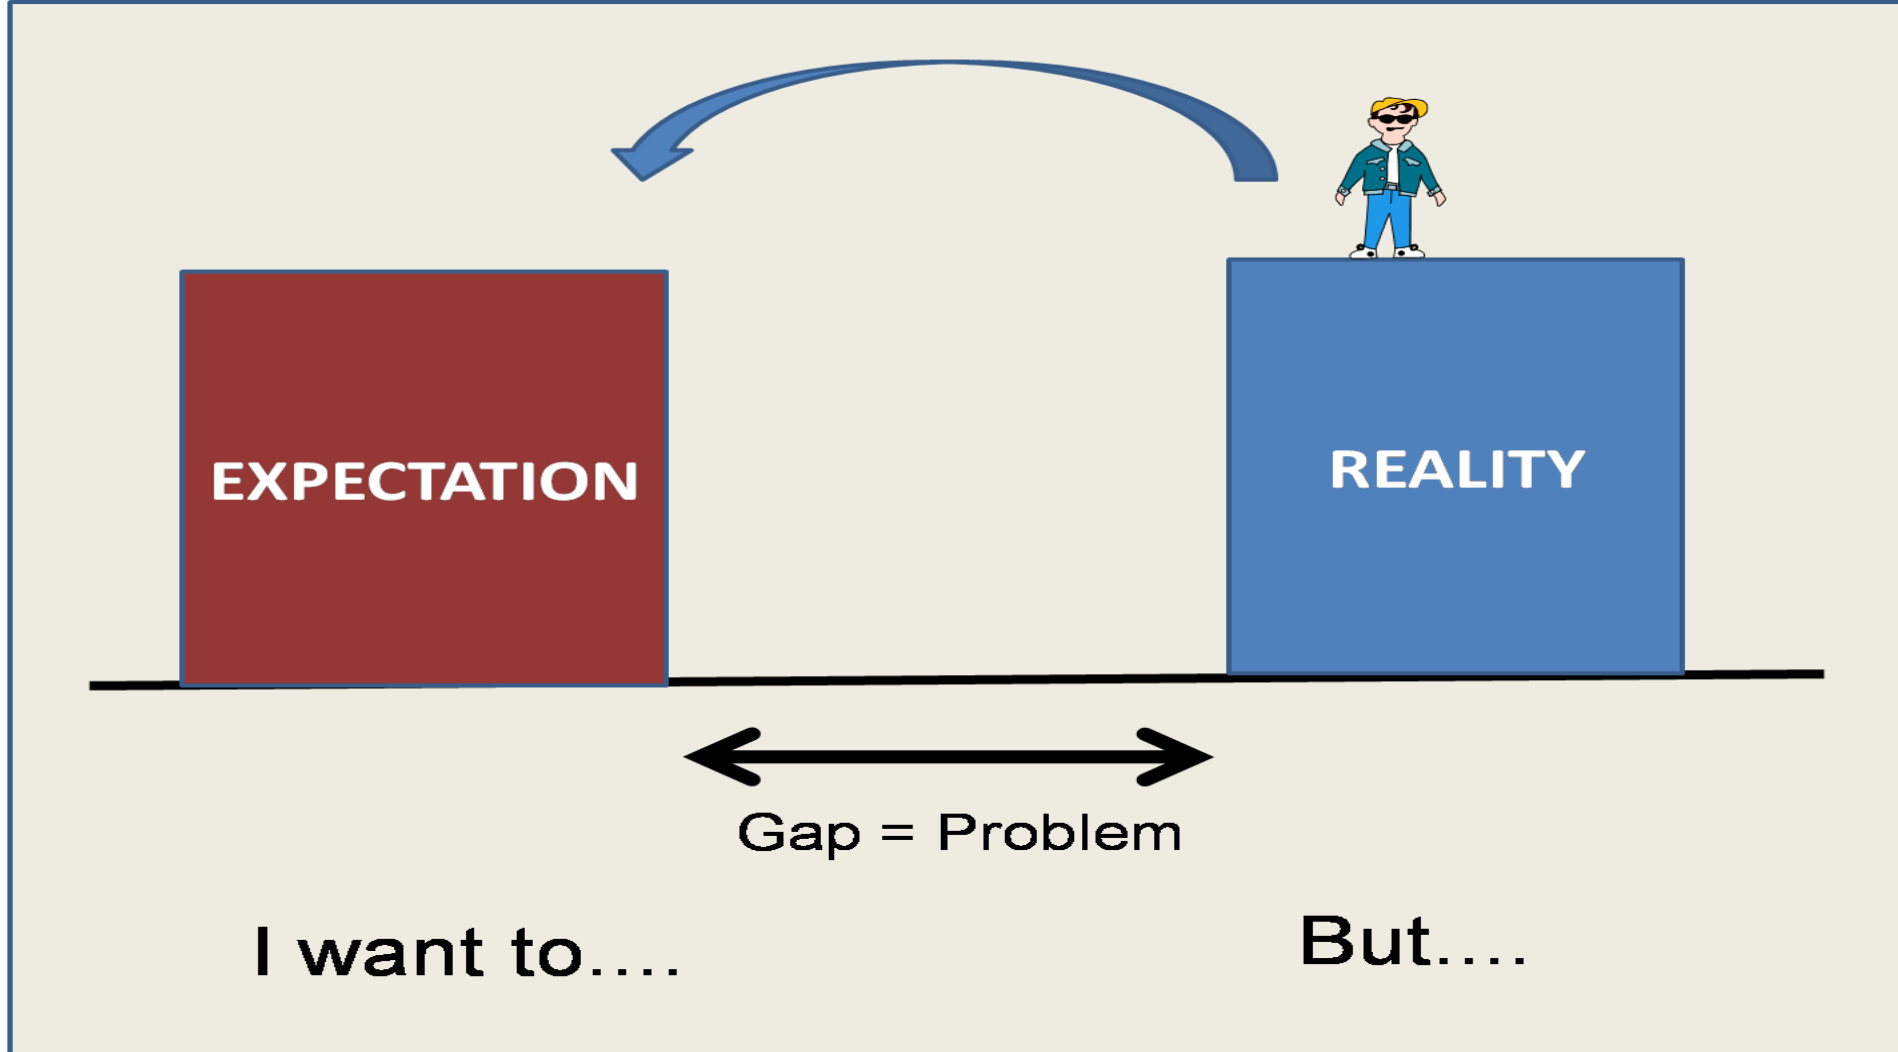 EXPECTATION
REALITY
Gap = Problem
I want to....
But....